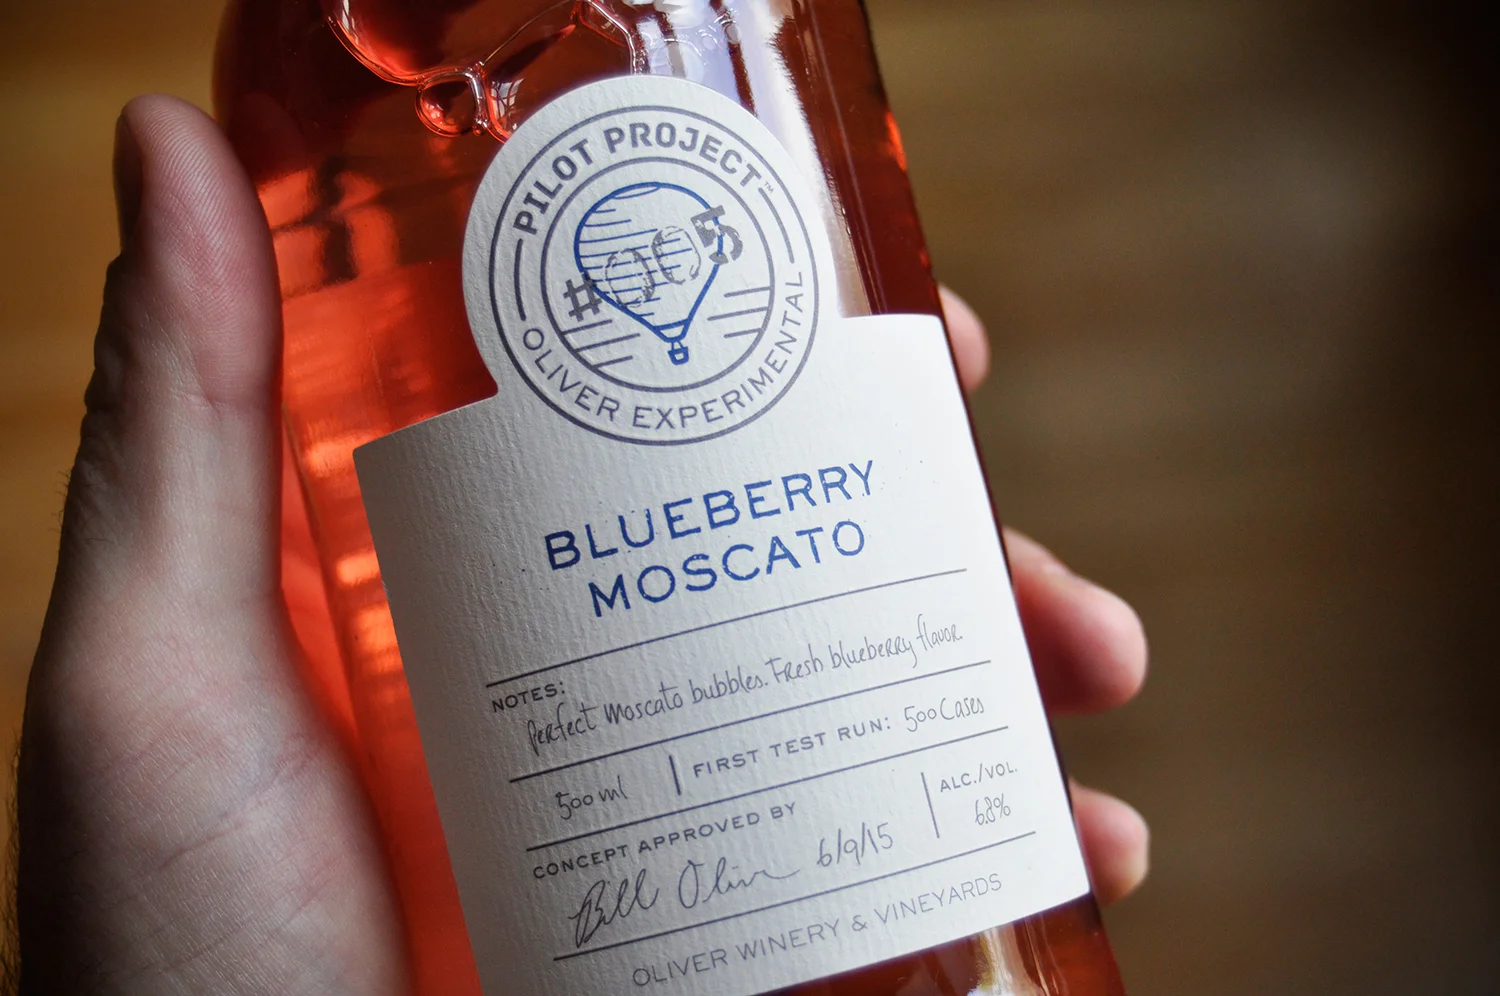 PILOT PROJECT™
#005
OLIVER EXPERIMENTAL
BLUEBERRY
MOSCATO
NOTES:
Perfect Moscato bubbles. Fresh blueberry flavor.
500 ml | FIRST TEST RUN: 500 Cases
CONCEPT APPROVED BY
Bill Oliver 6/9/15
ALC./VOL.
6.8%
OLIVER WINERY & VINEYARDS